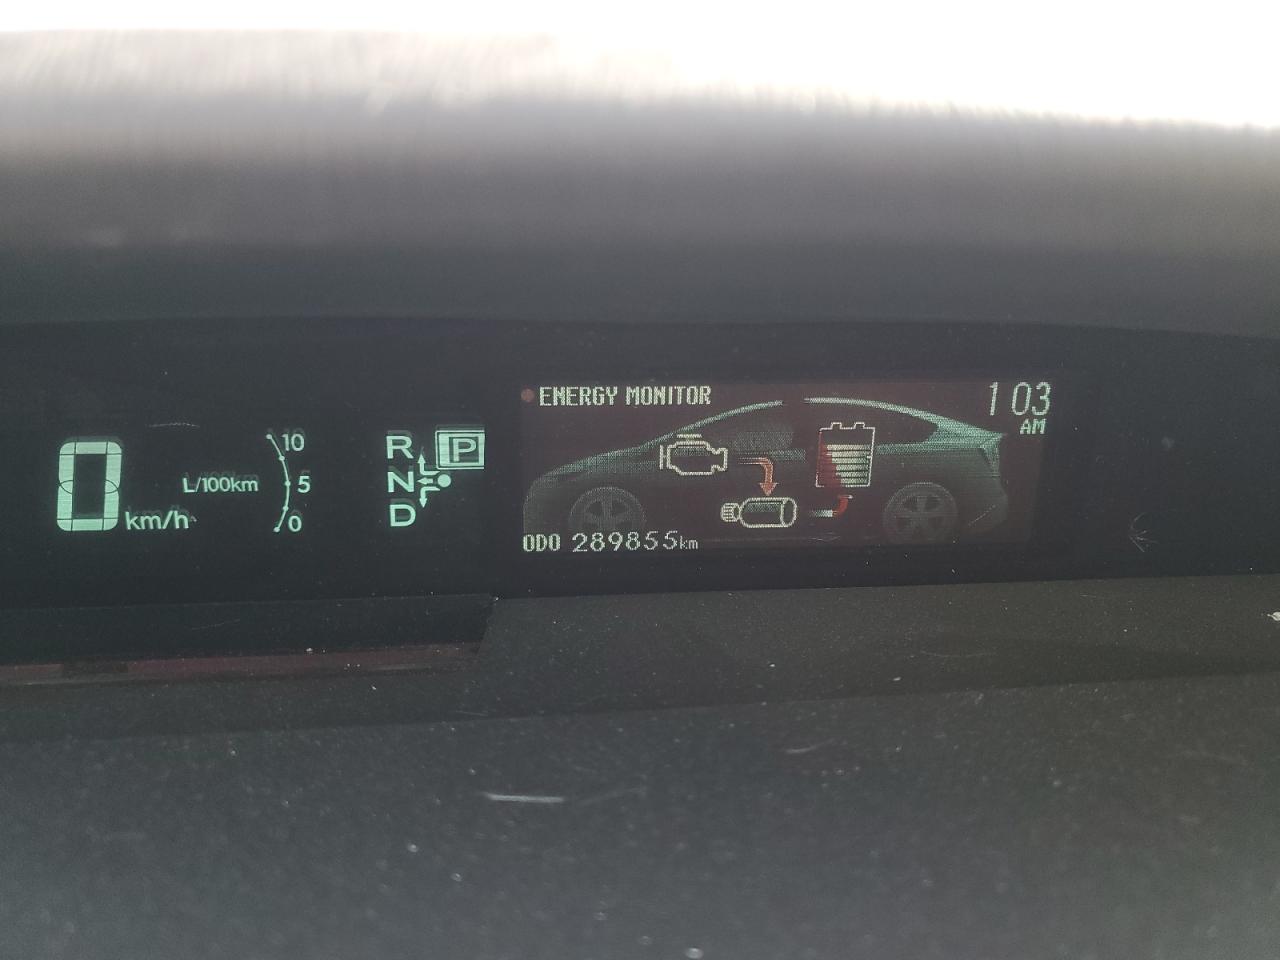 ENERGY MONITOR
1 03
AM
0 km/h
L/100km
10
5
0
R
N
D
P
ODO 289855km